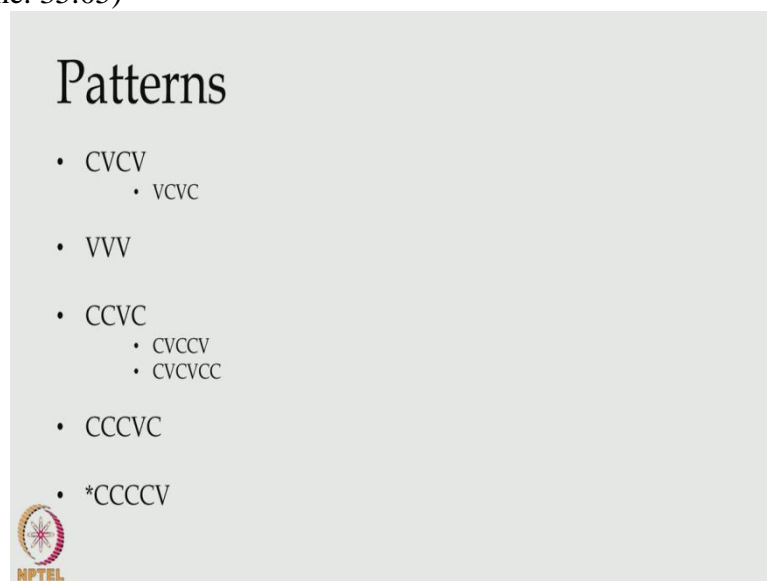 Patterns
• CVCV
• VCVC
• VVV
• CCVC
• CVCCV
• CVCVCC
• CCCVC
• *CCCCV
NPTEL